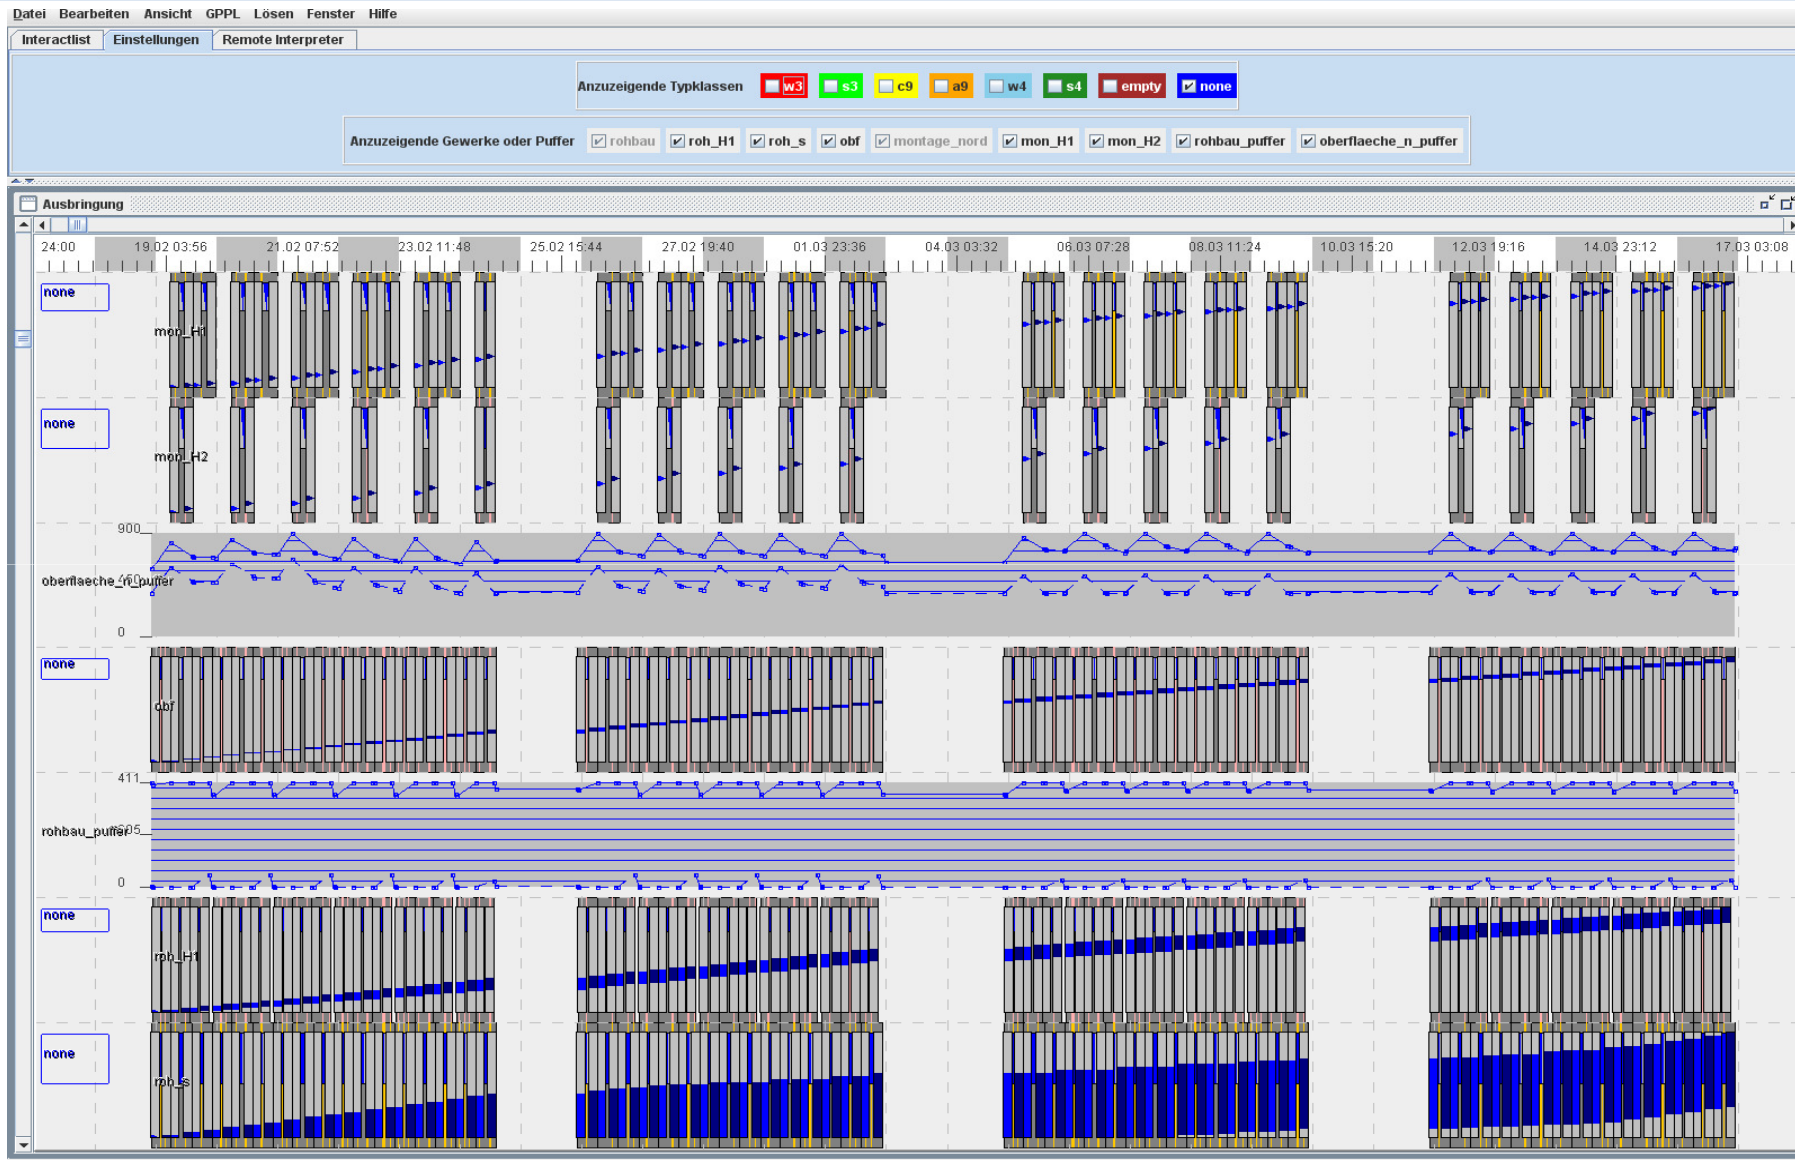 Datei Bearbeiten Ansicht GPPL Lösen Fenster Hilfe
Interactlist Einstellungen Remote Interpreter
Anzuzeigende Typklassen w3 s3 c9 a9 w4 s4 empty none
Anzuzeigende Gewerke oder Puffer rohbau roh_H1 roh_s obf montage_nord mon_H1 mon_H2 rohbau_puffer oberflaeche_n_puffer
Ausbringung
24:00 19.02 03:56 21.02 07:52 23.02 11:48 25.02 15:44 27.02 19:40 01.03 23:36 04.03 03:32 06.03 07:28 08.03 11:24 10.03 15:20 12.03 19:16 14.03 23:12 17.03 03:08
none
mon_H1
none
mon_H2
900
oberflaeche_n_puffer
0
none
obf
411
rohbau_puffer
0
none
roh_H1
none
roh_s